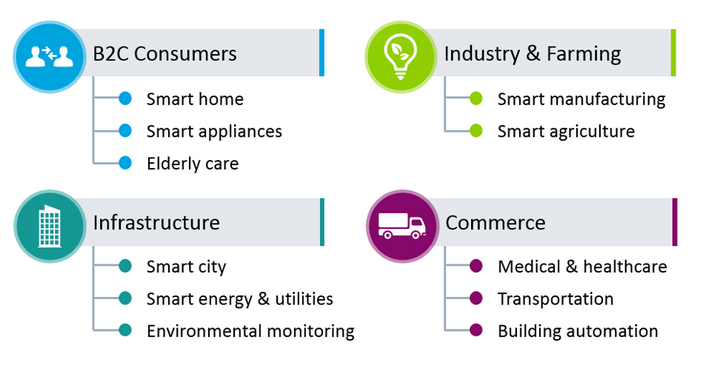 B2C Consumers
Smart home
Smart appliances
Elderly care
Industry & Farming
Smart manufacturing
Smart agriculture
Infrastructure
Smart city
Smart energy & utilities
Environmental monitoring
Commerce
Medical & healthcare
Transportation
Building automation